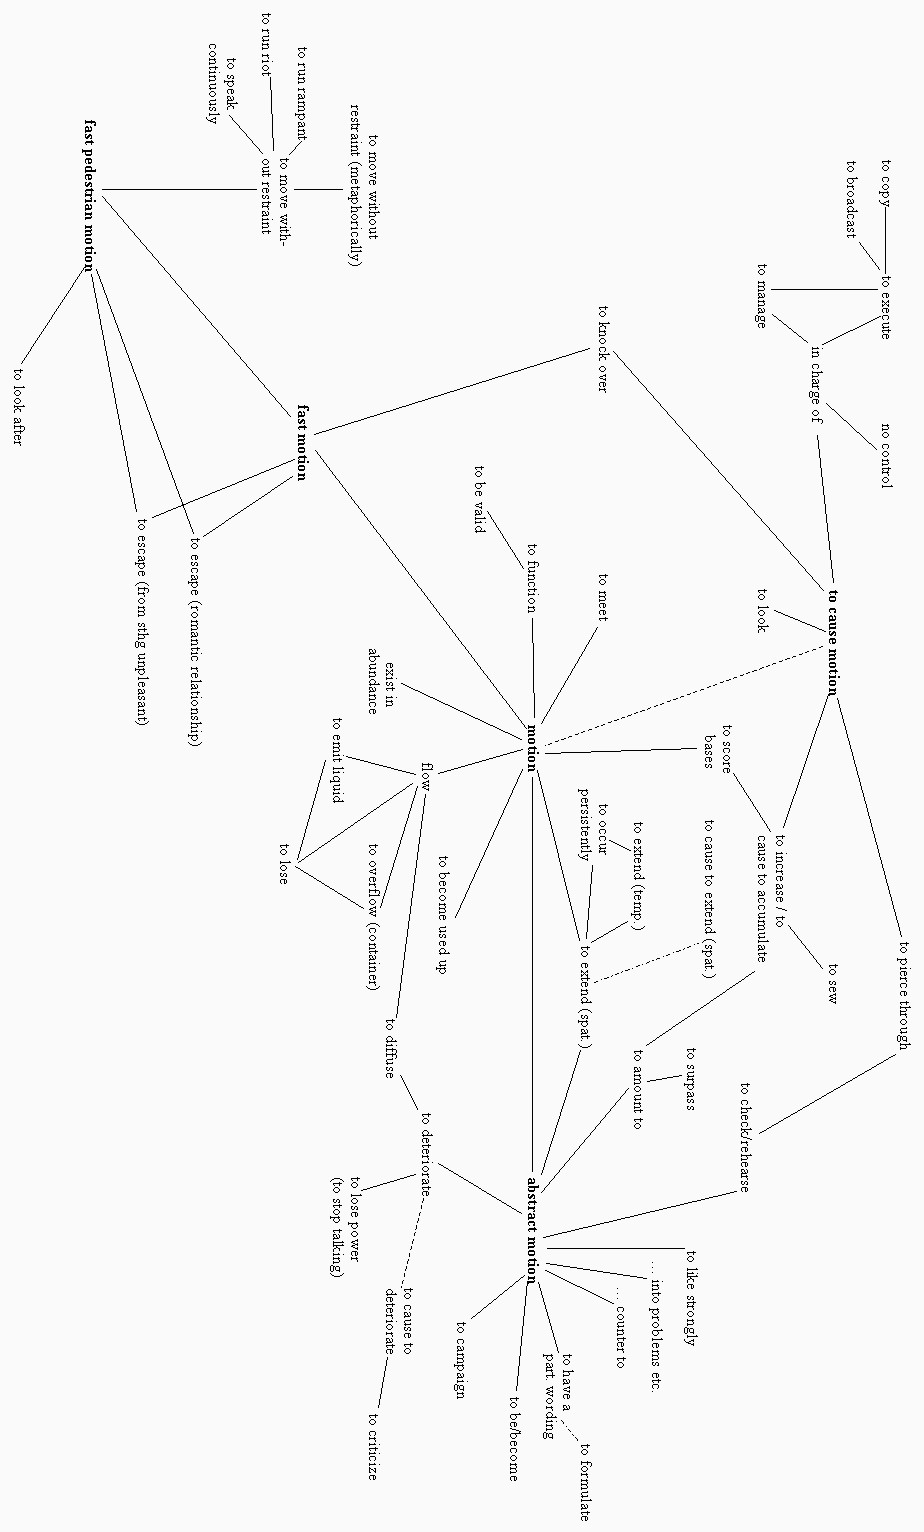 to copy
to broadcast
to execute
to manage
in charge of
no control
to cause motion
to look
to pierce through
to knock over
to score
bases
to increase / to
cause to accumulate
to sew
to cause to extend (spat.)
to surpass
to amount to
to check/rehearse
to meet
to function
to be valid
motion
to occur
persistently
to extend (temp.)
to extend (spat.)
abstract motion
to like strongly
... into problems etc.
... counter to
to have a
part. wording
to formulate
to be/become
to campaign
exist in
abundance
flow
to emit liquid
to lose
to overflow (container)
to become used up
to diffuse
to deteriorate
to lose power
(to stop talking)
to cause to
deteriorate
to criticize
to move without
restraint (metaphorically)
to run rampant
to run riot
to speak
continuously
to move with-
out restraint
fast motion
fast pedestrian motion
to escape (romantic relationship)
to escape (from sthg unpleasant)
to look after